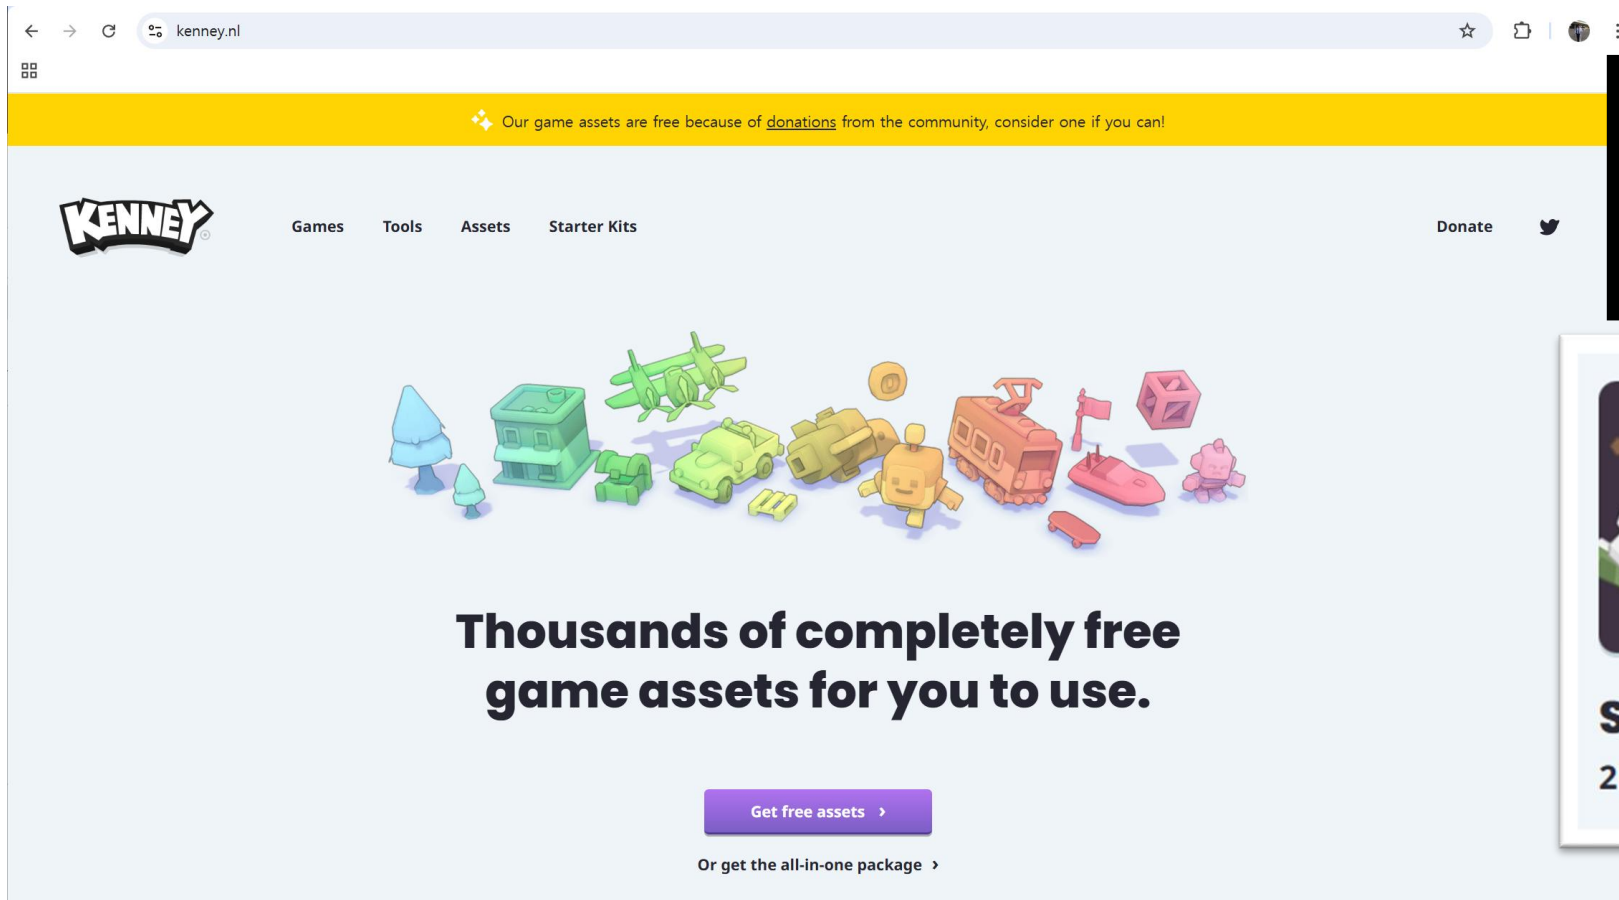 kenney.nl
Our game assets are free because of donations from the community, consider one if you can!
KENNEY
Games Tools Assets Starter Kits Donate
Thousands of completely free
game assets for you to use.
Get free assets ›
Or get the all-in-one package ›
S
2